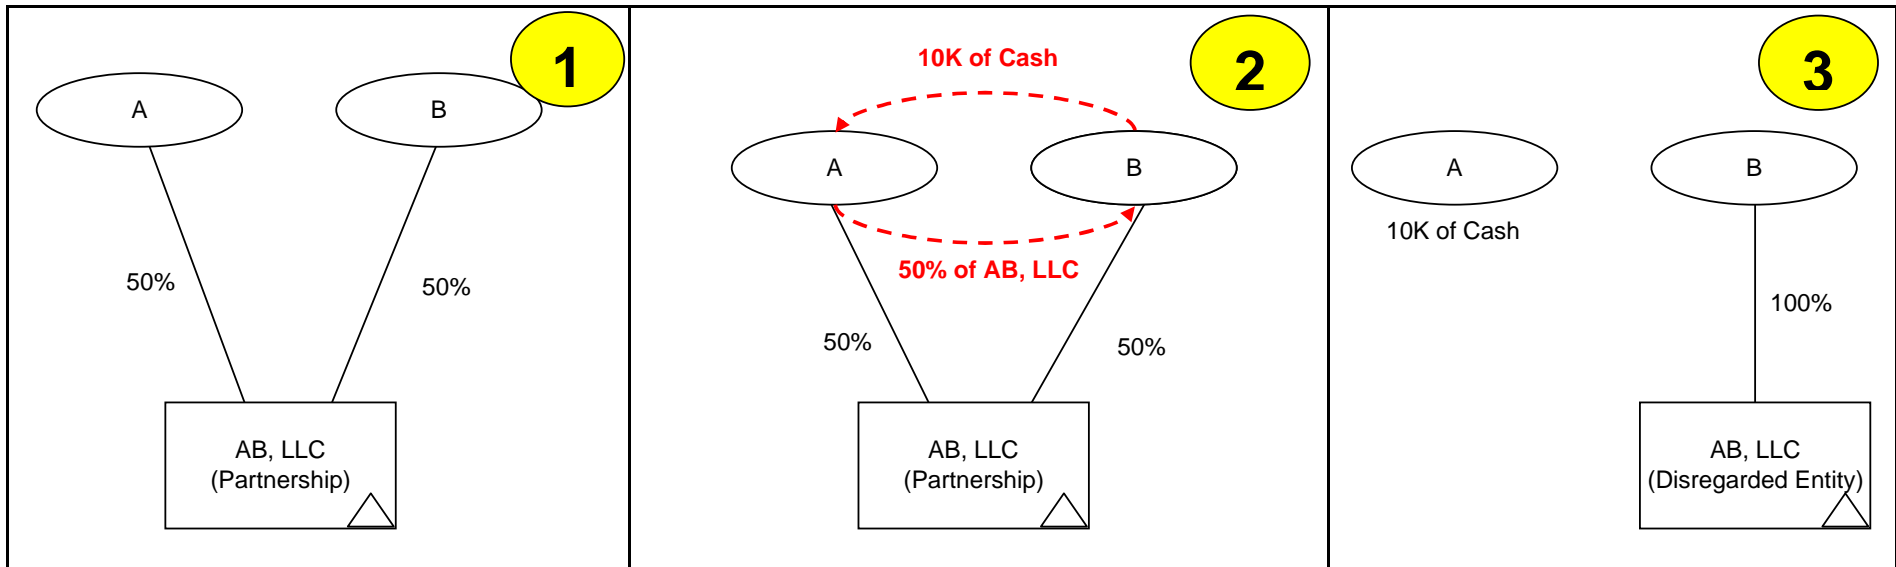 1
A
B
50%
50%
AB, LLC
(Partnership)
2
10K of Cash
A
B
50% of AB, LLC
50%
50%
AB, LLC
(Partnership)
3
A
B
10K of Cash
100%
AB, LLC
(Disregarded Entity)